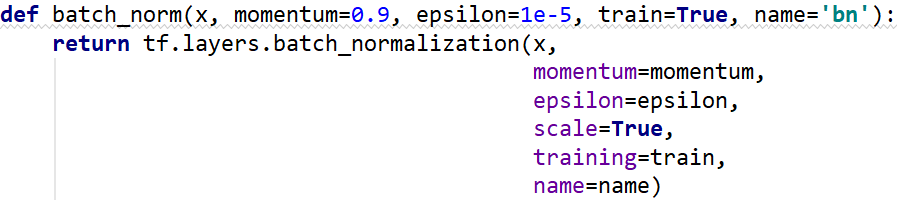 def batch_norm(x, momentum=0.9, epsilon=1e-5, train=True, name='bn'):
    return tf.layers.batch_normalization(x,
                                         momentum=momentum,
                                         epsilon=epsilon,
                                         scale=True,
                                         training=train,
                                         name=name)